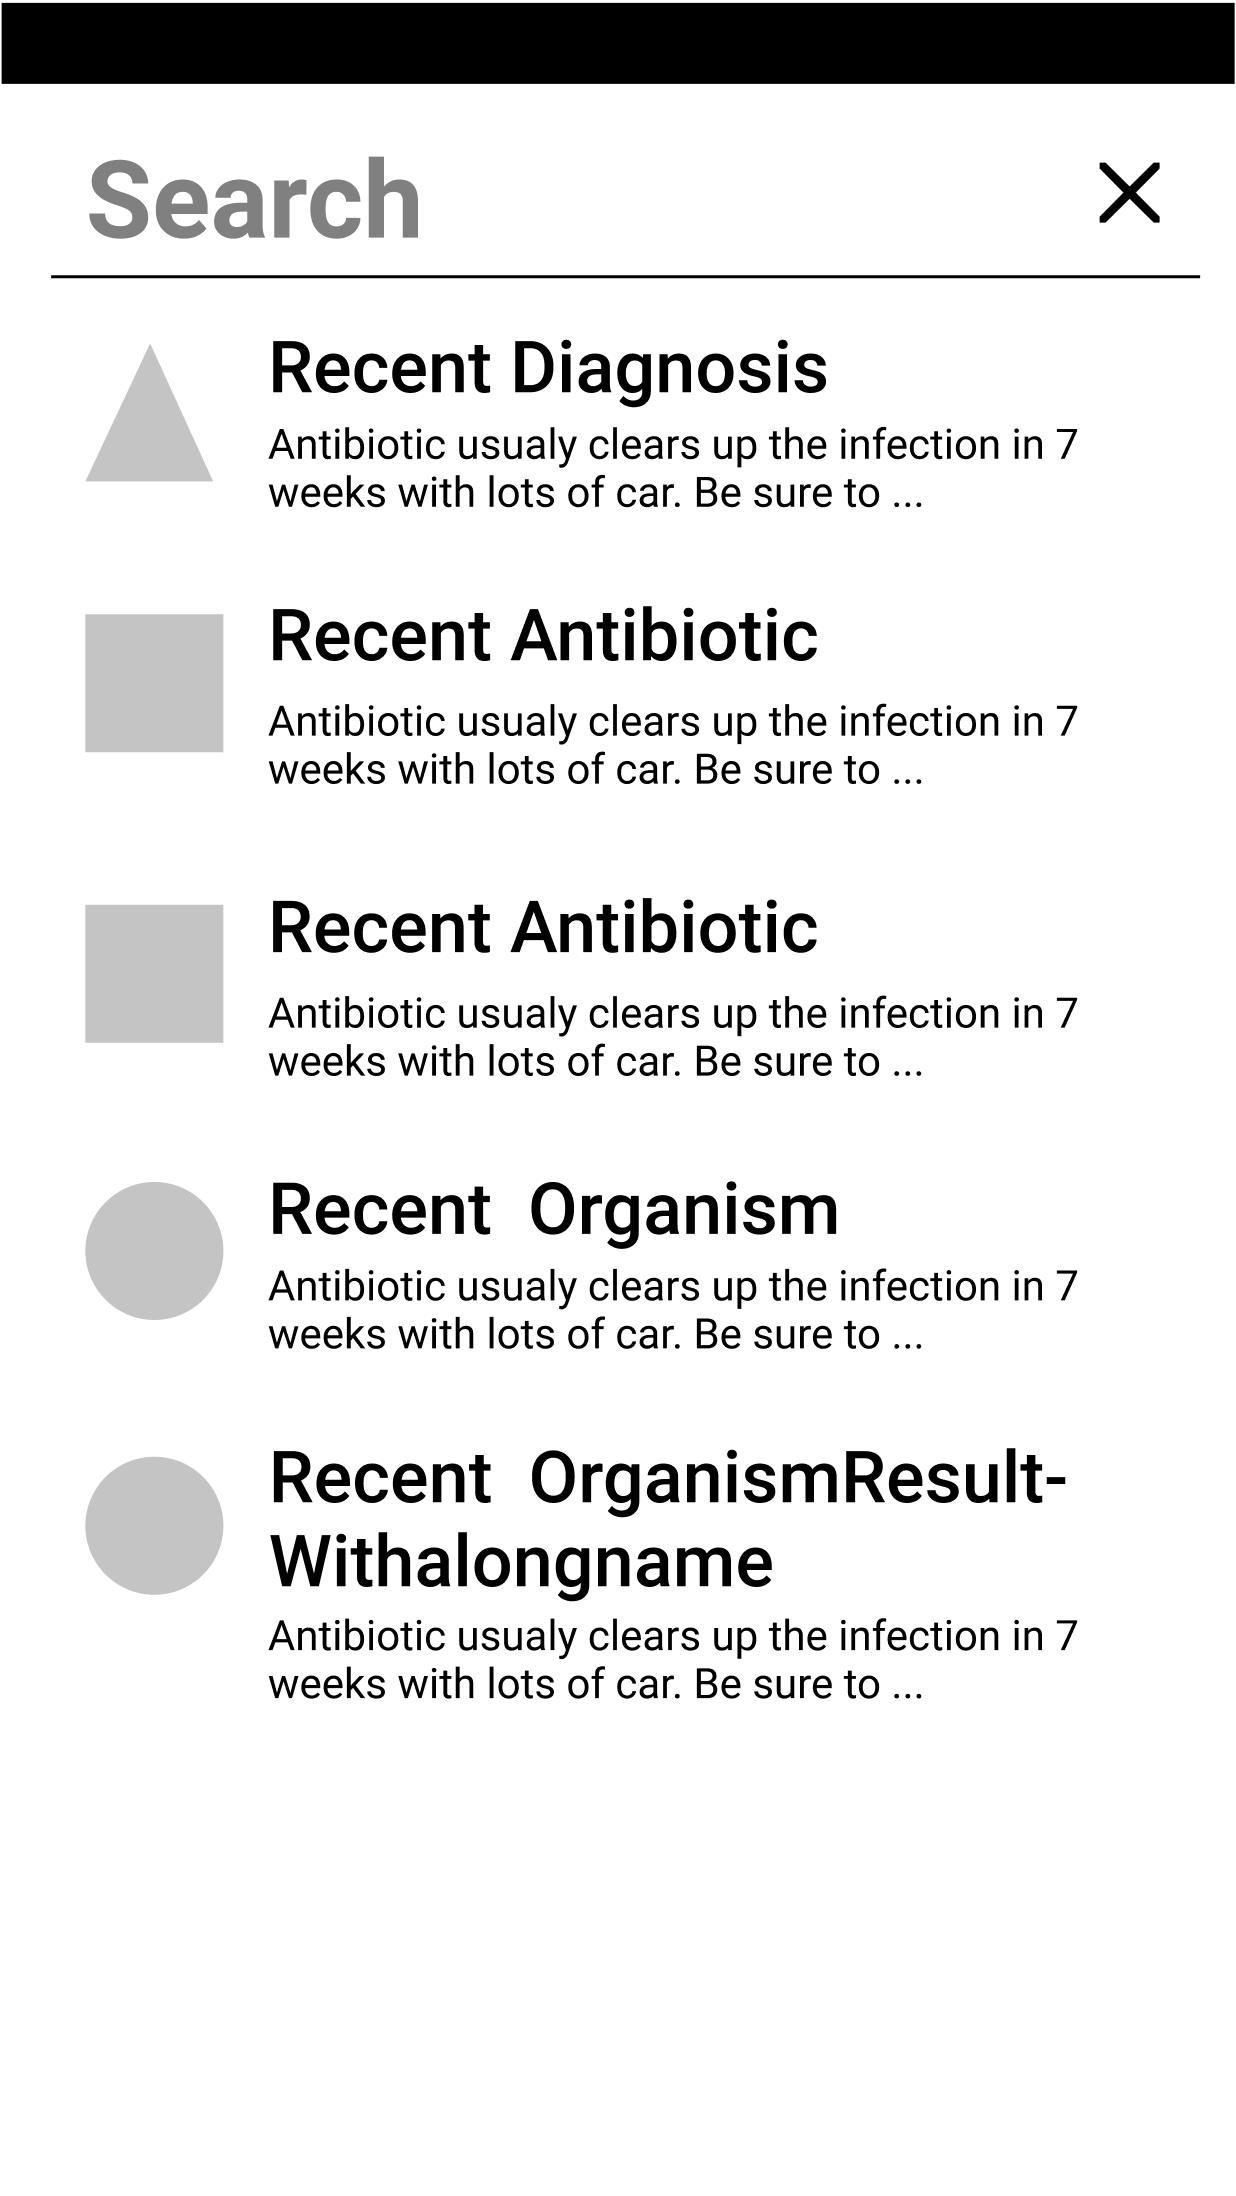 Search
Recent Diagnosis
Antibiotic usualy clears up the infection in 7
weeks with lots of car. Be sure to ...
Recent Antibiotic
Antibiotic usualy clears up the infection in 7
weeks with lots of car. Be sure to ...
Recent Antibiotic
Antibiotic usualy clears up the infection in 7
weeks with lots of car. Be sure to ...
Recent  Organism
Antibiotic usualy clears up the infection in 7
weeks with lots of car. Be sure to ...
Recent  OrganismResult-
Withalongname
Antibiotic usualy clears up the infection in 7
weeks with lots of car. Be sure to ...